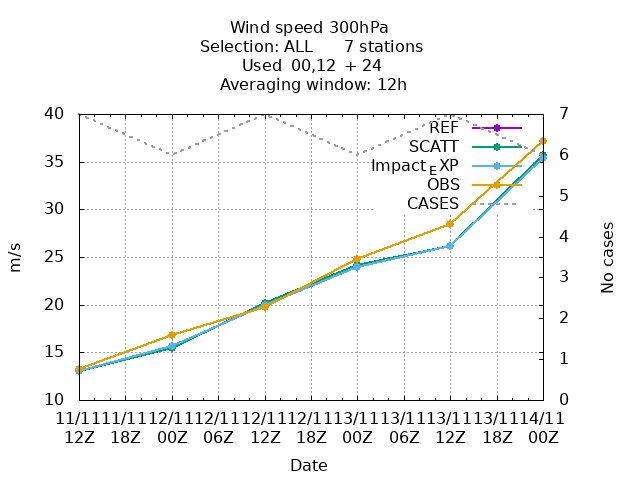 Wind speed 300hPa
Selection: ALL 7 stations
Used 00,12 + 24
Averaging window: 12h
40 7
REF
SCATT
35 6
Impact EXP
OBS
CASES
5
30
4
m/s
25
3
No cases
20
2
15
1
10 0
11/11 11/11 12/11 12/11 12/11 12/11 13/11 13/11 13/11 13/11 14/11
12Z 18Z 00Z 06Z 12Z 18Z 00Z 06Z 12Z 18Z 00Z
Date